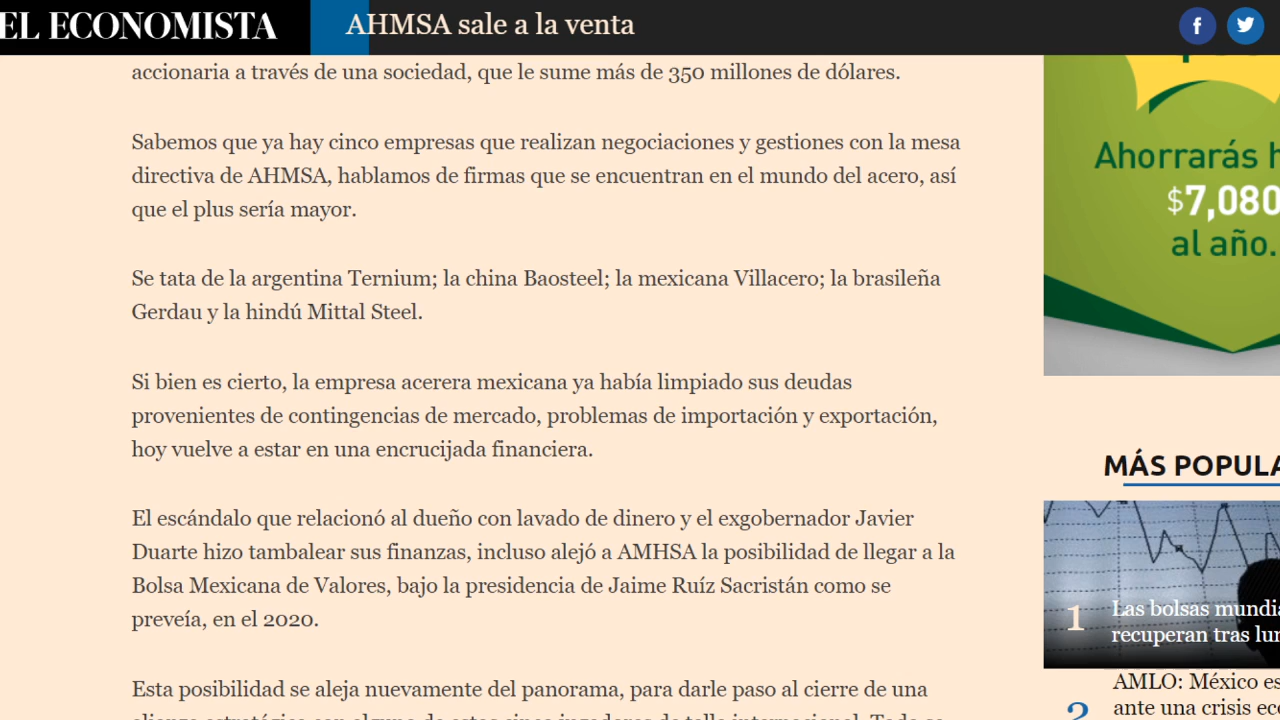 EL ECONOMISTA
AHMSA sale a la venta
accionaria a través de una sociedad, que le sume más de 350 millones de dólares.
Sabemos que ya hay cinco empresas que realizan negociaciones y gestiones con la mesa
directiva de AHMSA, hablamos de firmas que se encuentran en el mundo del acero, así
que el plus sería mayor.
Se tata de la argentina Ternium; la china Baosteel; la mexicana Villacero; la brasileña
Gerdau y la hindú Mittal Steel.
Si bien es cierto, la empresa acerera mexicana ya había limpiado sus deudas
provenientes de contingencias de mercado, problemas de importación y exportación,
hoy vuelve a estar en una encrucijada financiera.
El escándalo que relacionó al dueño con lavado de dinero y el exgobernador Javier
Duarte hizo tambalear sus finanzas, incluso alejó a AMHSA la posibilidad de llegar a la
Bolsa Mexicana de Valores, bajo la presidencia de Jaime Ruíz Sacristán como se
preveía, en el 2020.
Esta posibilidad se aleja nuevamente del panorama, para darle paso al cierre de una
Ahorrarás h
$7,080
al año.
MÁS POPULA
1
Las bolsas mundia
recuperan tras lun
2
AMLO: México es
ante una crisis eco